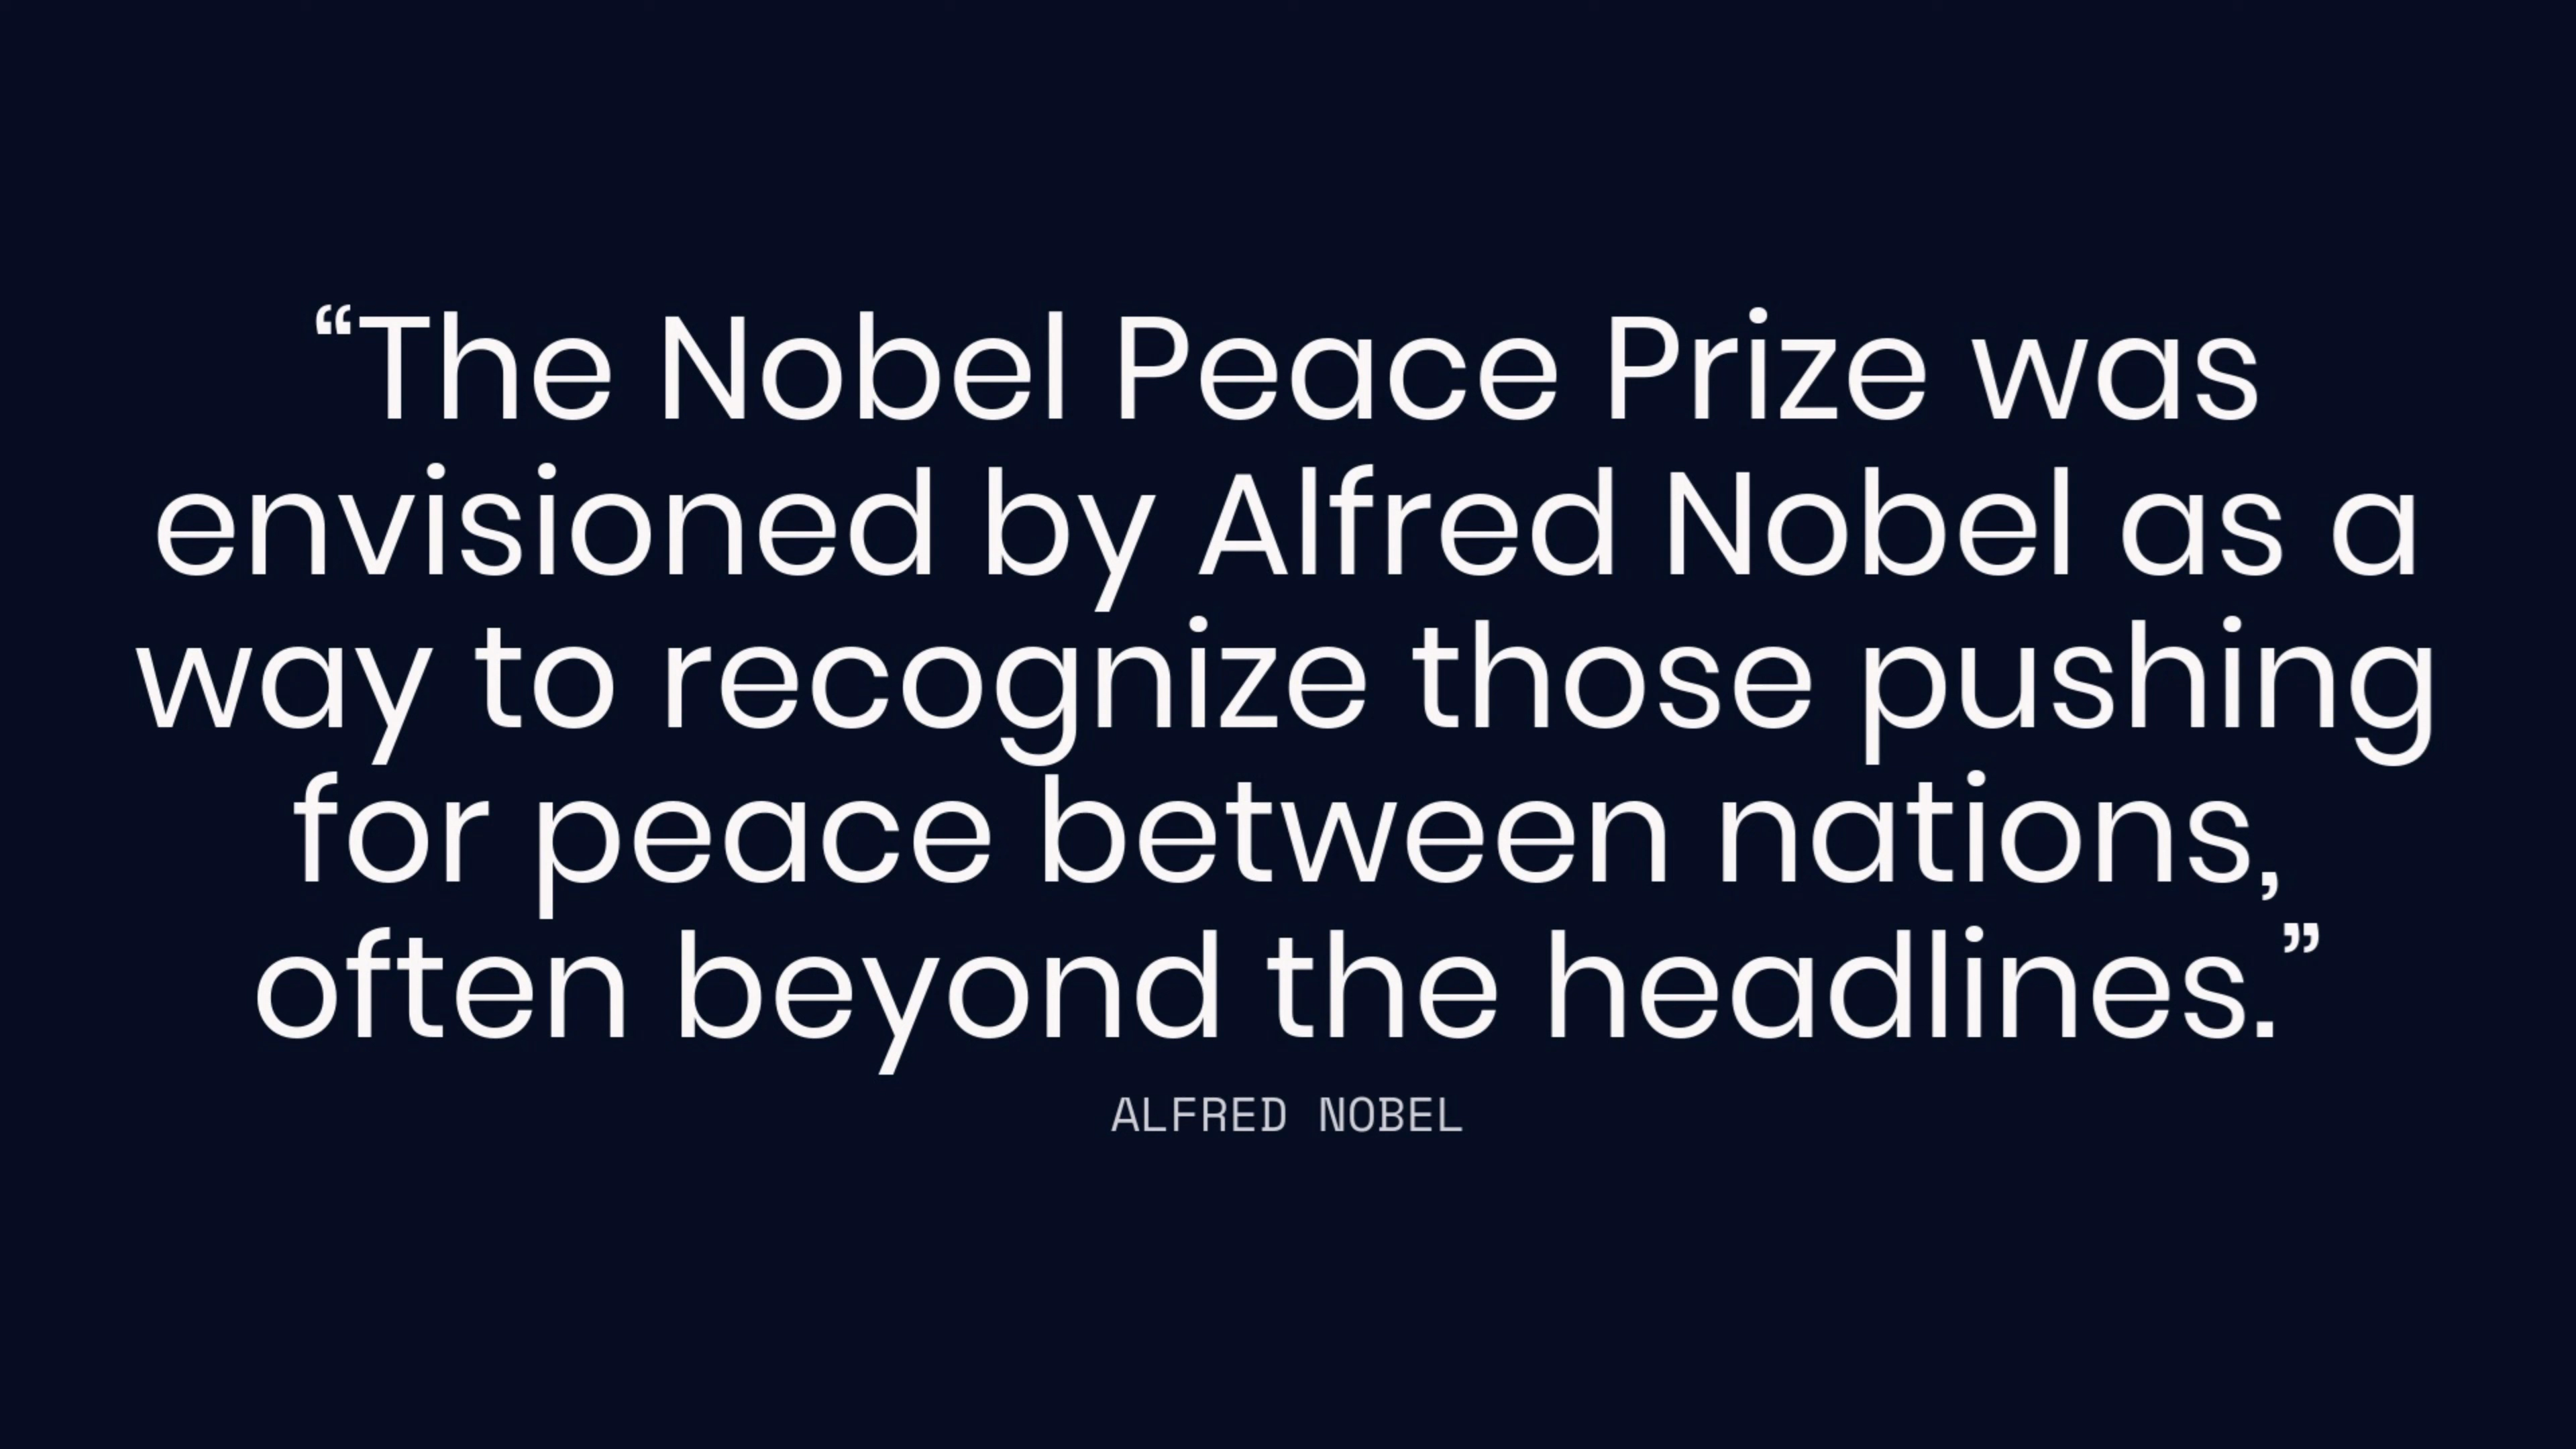 “The Nobel Peace Prize was
envisioned by Alfred Nobel as a
way to recognize those pushing
for peace between nations,
often beyond the headlines.”
ALFRED NOBEL